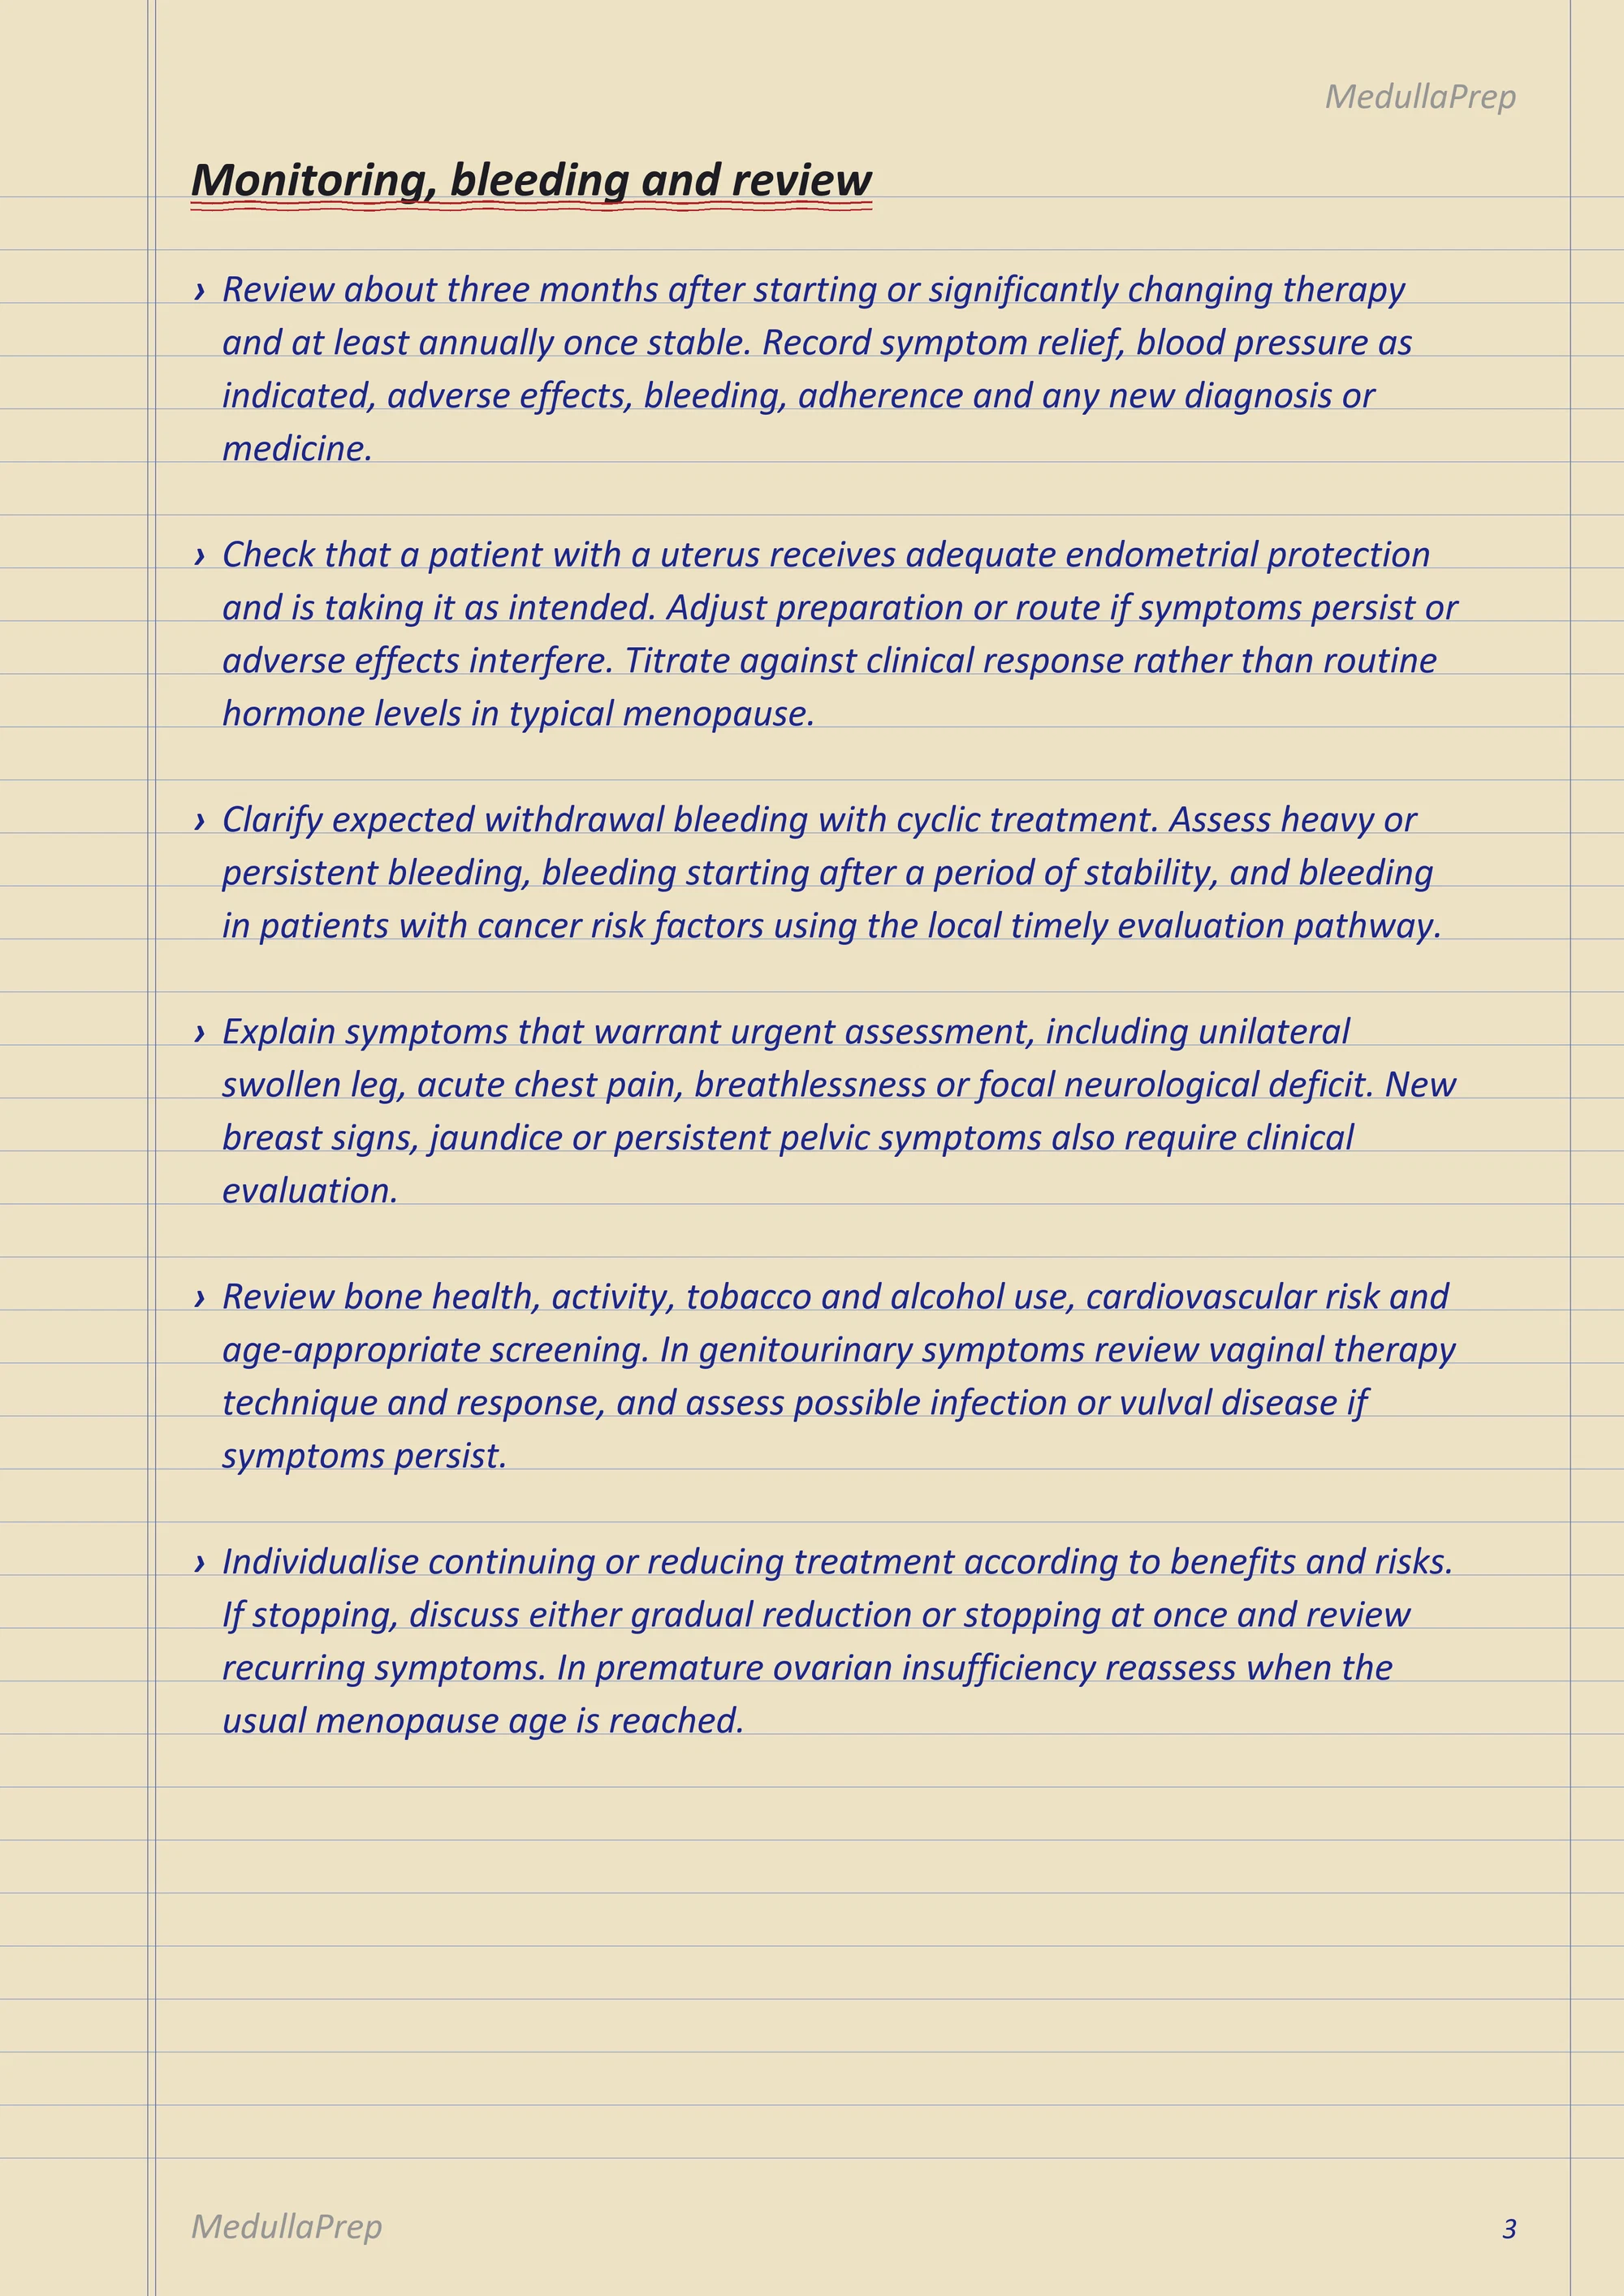 MedullaPrep
Monitoring, bleeding and review
› Review about three months after starting or significantly changing therapy
and at least annually once stable. Record symptom relief, blood pressure as
indicated, adverse effects, bleeding, adherence and any new diagnosis or
medicine.
› Check that a patient with a uterus receives adequate endometrial protection
and is taking it as intended. Adjust preparation or route if symptoms persist or
adverse effects interfere. Titrate against clinical response rather than routine
hormone levels in typical menopause.
› Clarify expected withdrawal bleeding with cyclic treatment. Assess heavy or
persistent bleeding, bleeding starting after a period of stability, and bleeding
in patients with cancer risk factors using the local timely evaluation pathway.
› Explain symptoms that warrant urgent assessment, including unilateral
swollen leg, acute chest pain, breathlessness or focal neurological deficit. New
breast signs, jaundice or persistent pelvic symptoms also require clinical
evaluation.
› Review bone health, activity, tobacco and alcohol use, cardiovascular risk and
age-appropriate screening. In genitourinary symptoms review vaginal therapy
technique and response, and assess possible infection or vulval disease if
symptoms persist.
› Individualise continuing or reducing treatment according to benefits and risks.
If stopping, discuss either gradual reduction or stopping at once and review
recurring symptoms. In premature ovarian insufficiency reassess when the
usual menopause age is reached.
MedullaPrep
3